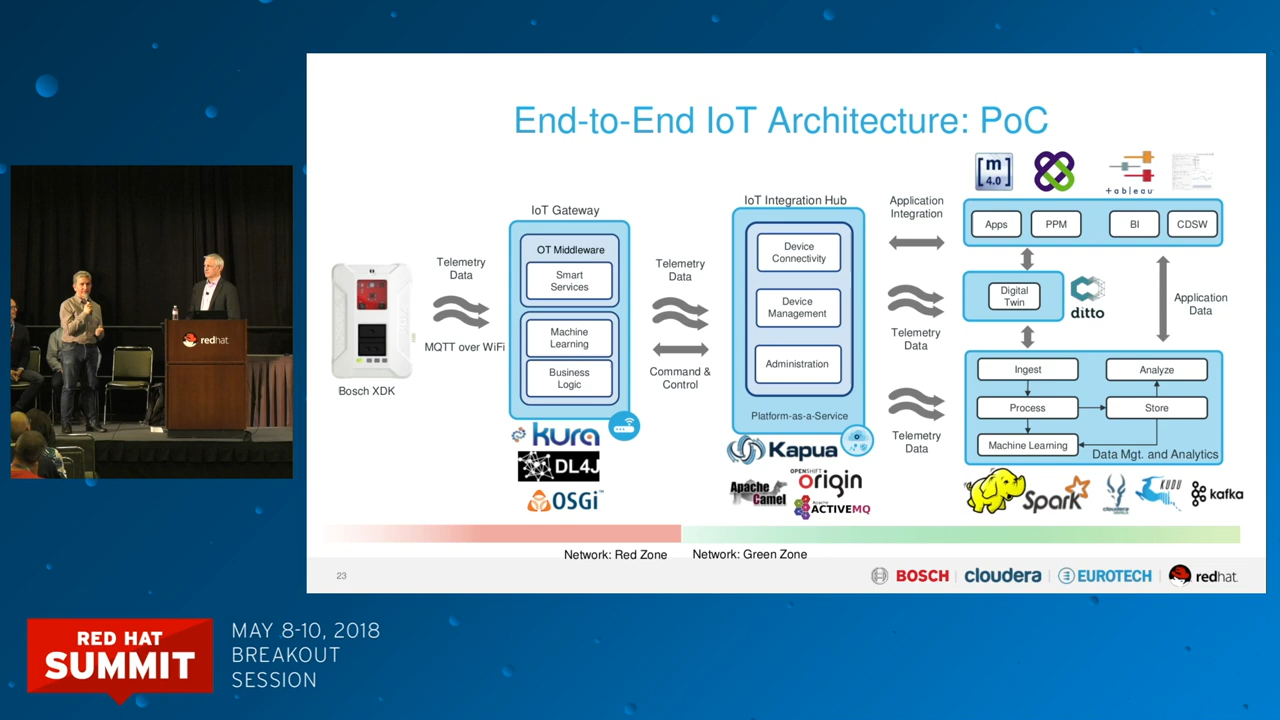 End-to-End IoT Architecture: PoC
IoT Gateway
OT Middleware
Smart
Services
Machine
Learning
Business
Logic
Telemetry
Data
MQTT over WiFi
Bosch XDK
kura
DL4J
OSGi™
Telemetry
Data
Command &
Control
IoT Integration Hub
Device
Connectivity
Device
Management
Administration
Platform-as-a-Service
Kapua
Apache
Camel
OPENSHIFT
origin
Apache
ACTIVEMQ
Application
Integration
Telemetry
Data
Telemetry
Data
[m]
4.0
+ a b l e a u
Apps
PPM
BI
CDSW
Digital
Twin
ditto
Application
Data
Ingest
Analyze
Process
Store
Machine Learning
Data Mgt. and Analytics
Spark
KUDU
kafka
Network: Red Zone
Network: Green Zone
23
BOSCH
cloudera
EUROTECH
redhat.
redhat.
RED HAT
SUMMIT
MAY 8-10, 2018
BREAKOUT
SESSION